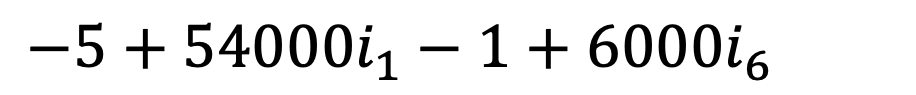 −5 + 54000i₁ − 1 + 6000i₆